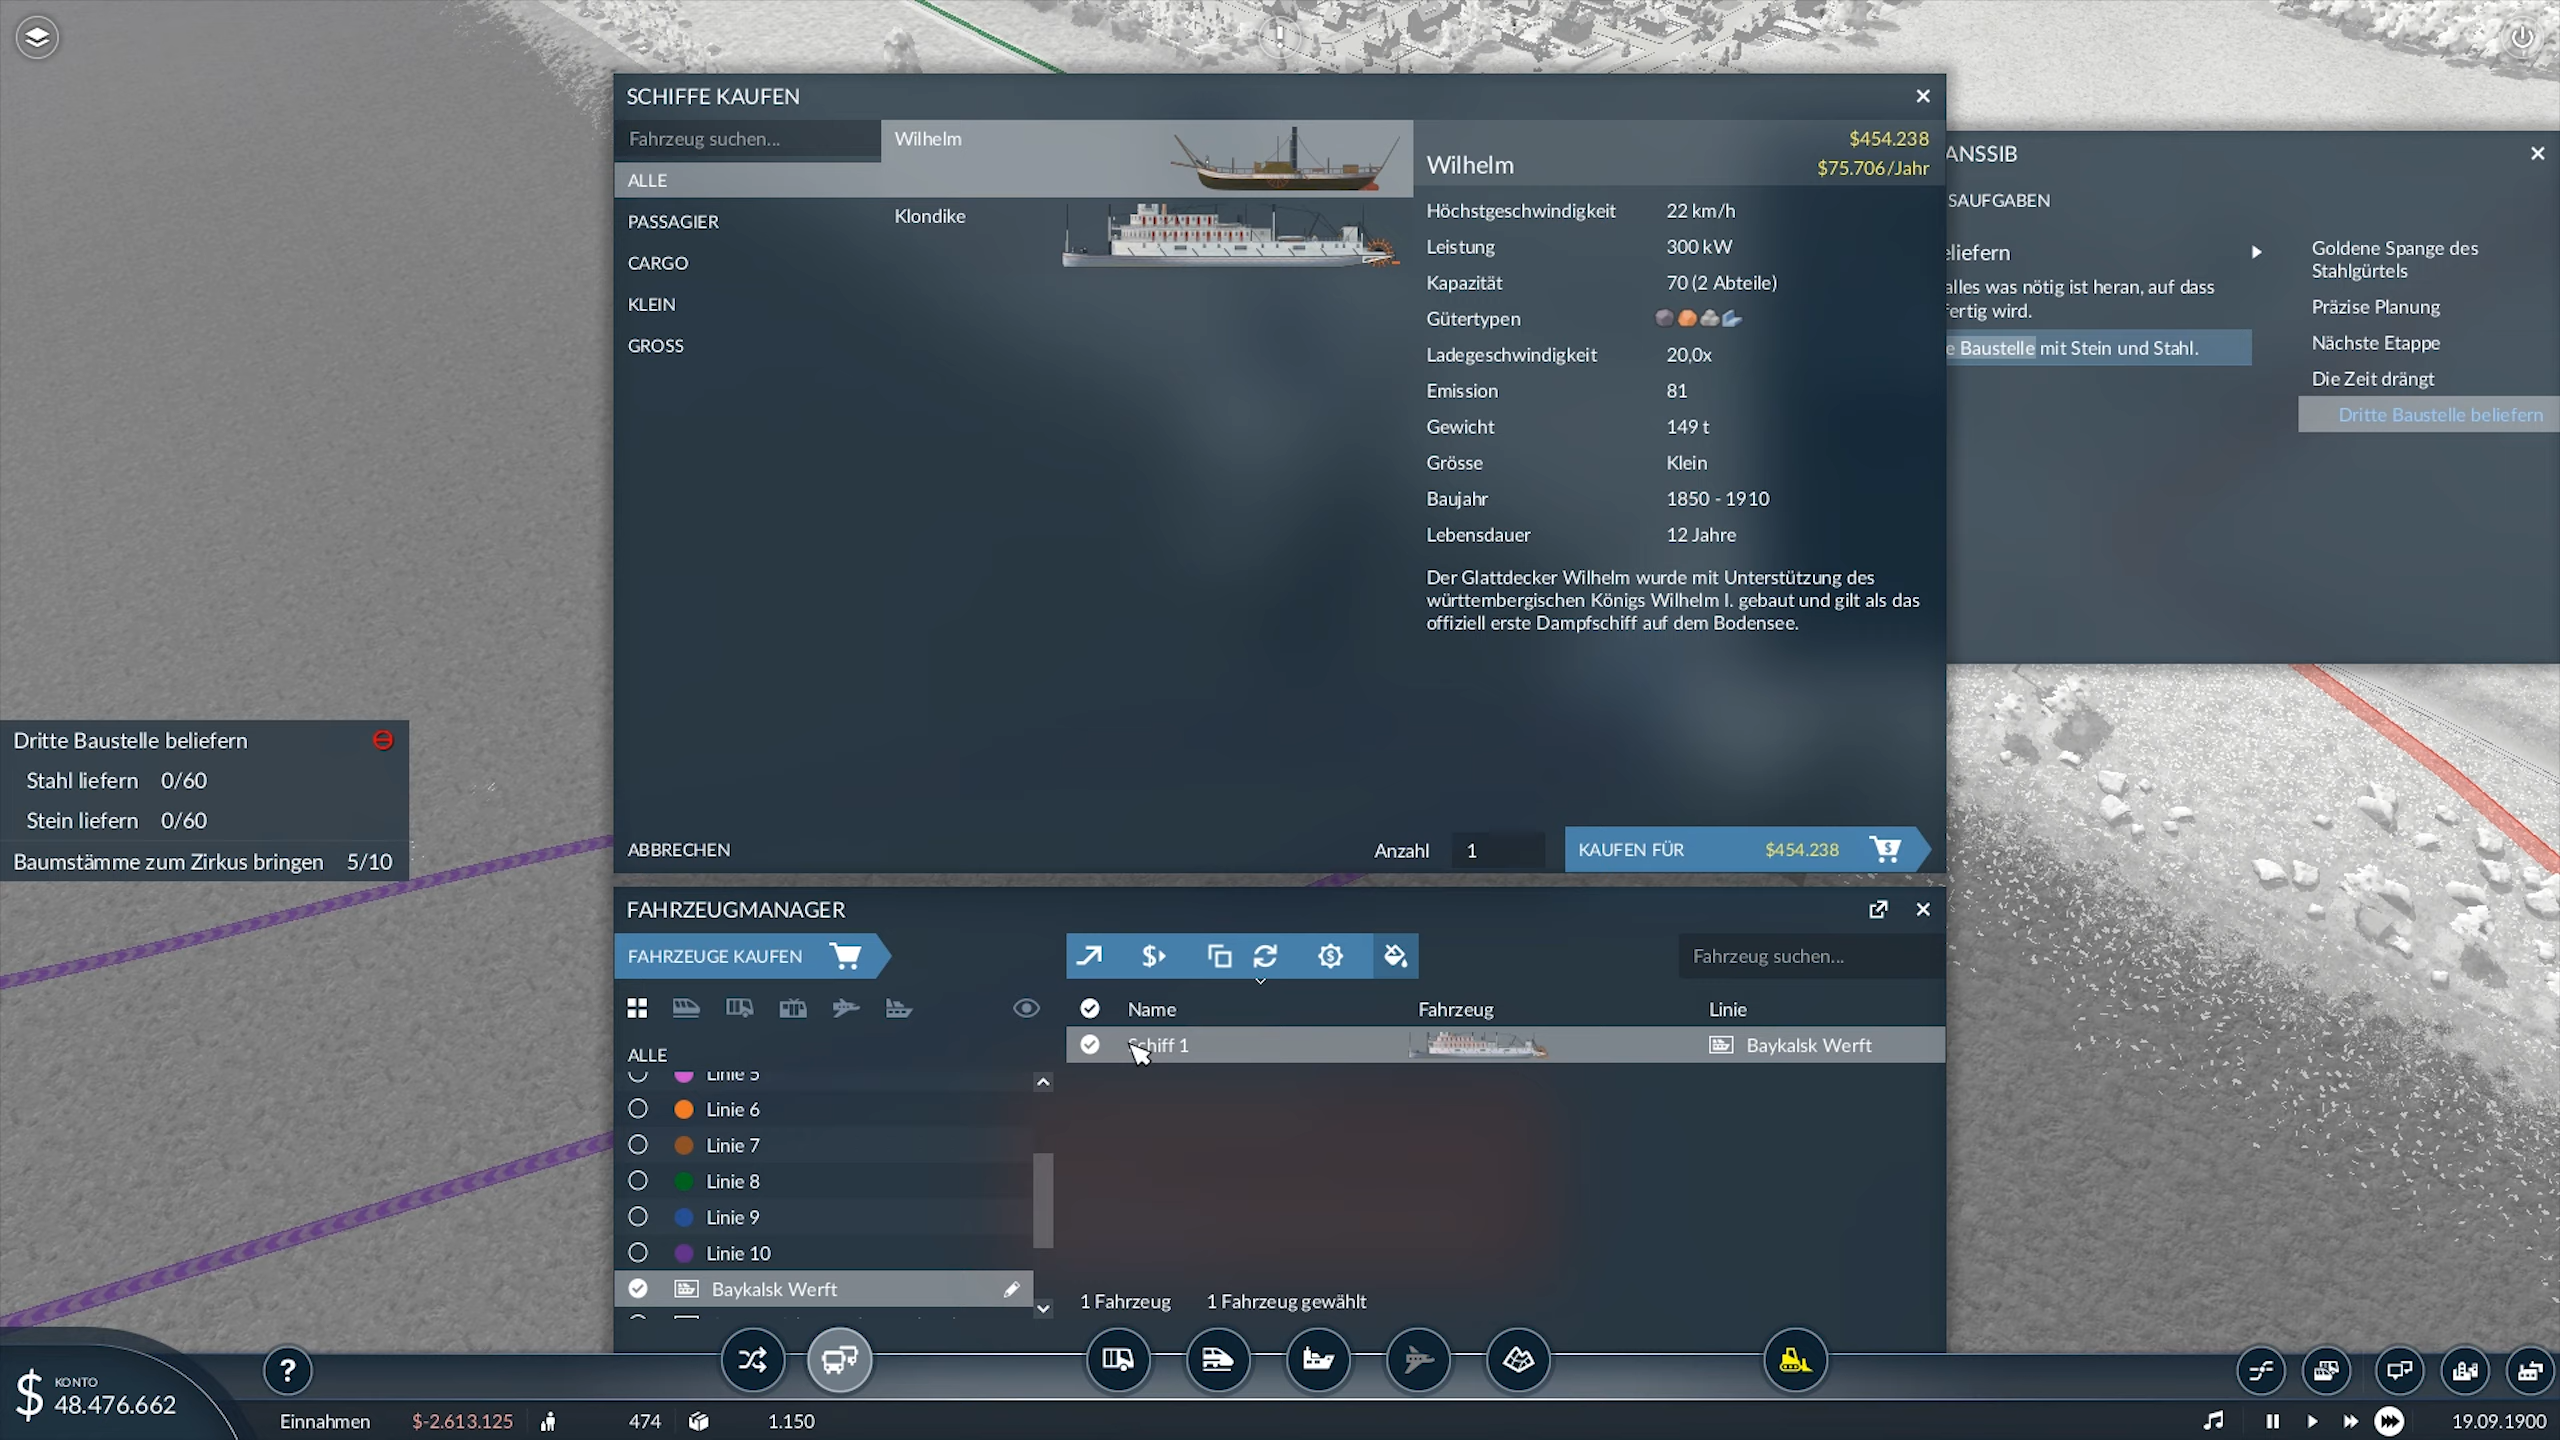 SCHIFFE KAUFEN
Fahrzeug suchen...
ALLE
PASSAGIER
CARGO
KLEIN
GROSS
Wilhelm
Klondike
Wilhelm
$454.238
$75.706/Jahr
Höchstgeschwindigkeit 22 km/h
Leistung 300 kW
Kapazität 70 (2 Abteile)
Gütertypen
Ladegeschwindigkeit 20,0x
Emission 81
Gewicht 149 t
Grösse Klein
Baujahr 1850 - 1910
Lebensdauer 12 Jahre
Der Glattdecker Wilhelm wurde mit Unterstützung des
württembergischen Königs Wilhelm I. gebaut und gilt als das
offiziell erste Dampfschiff auf dem Bodensee.
ABBRECHEN
Anzahl 1
KAUFEN FÜR $454.238
ANSSIB
SAUFGABEN
eliefern
alles was nötig ist heran, auf dass
fertig wird.
e Baustelle mit Stein und Stahl.
Goldene Spange des
Stahlgürtels
Präzise Planung
Nächste Etappe
Die Zeit drängt
Dritte Baustelle beliefern
Dritte Baustelle beliefern
Stahl liefern 0/60
Stein liefern 0/60
Baumstämme zum Zirkus bringen 5/10
FAHRZEUGMANAGER
FAHRZEUGE KAUFEN
Fahrzeug suchen...
ALLE
Linie 5
Linie 6
Linie 7
Linie 8
Linie 9
Linie 10
Baykalsk Werft
Name Fahrzeug Linie
Schiff 1 Baykalsk Werft
1 Fahrzeug 1 Fahrzeug gewählt
?
$ KONTO
48.476.662
Einnahmen $-2.613.125 474 1.150
19.09.1900